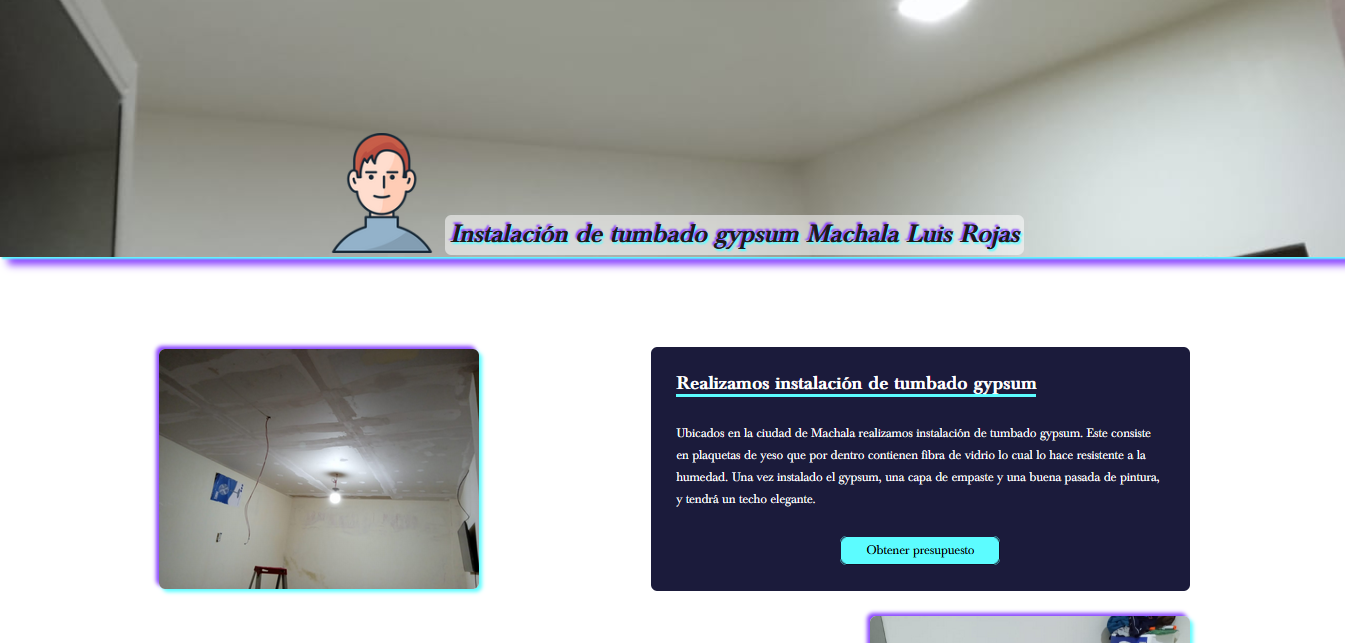 Instalación de tumbado gypsum Machala Luis Rojas
Realizamos instalación de tumbado gypsum
Ubicados en la ciudad de Machala realizamos instalación de tumbado gypsum. Este consiste
en plaquetas de yeso que por dentro contienen fibra de vidrio lo cual lo hace resistente a la
humedad. Una vez instalado el gypsum, una capa de empaste y una buena pasada de pintura,
y tendrá un techo elegante.
Obtener presupuesto